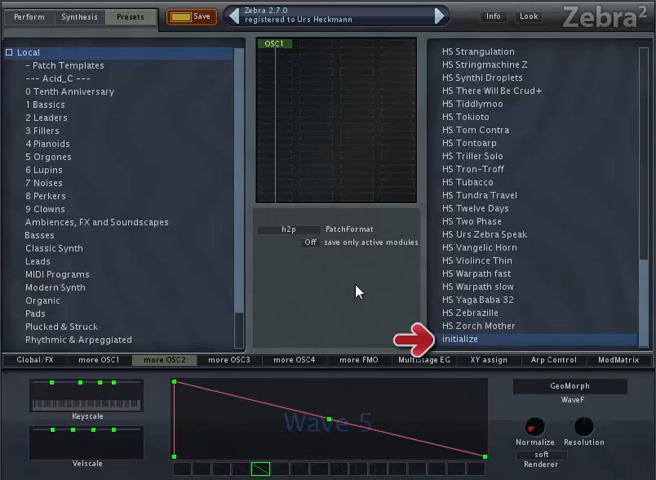 Perform
Synthesis
Presets
Save
Zebra 2.7.0
registered to Urs Heckmann
Info
Look
Zebra2
Local
- Patch Templates
--- Acid_C ---
0 Tenth Anniversary
1 Bassics
2 Leaders
3 Fillers
4 Pianoids
5 Orgones
6 Lupins
7 Noises
8 Perkers
9 Clowns
Ambiences, FX and Soundscapes
Basses
Classic Synth
Leads
MIDI Programs
Modern Synth
Organic
Pads
Plucked & Struck
Rhythmic & Arpeggiated
OSC1
h2p
PatchFormat
Off
save only active modules
HS Strangulation
HS Stringmachine Z
HS Synthi Droplets
HS There Will Be Crud+
HS Tiddlymoo
HS Tokioto
HS Tom Contra
HS Tontoarp
HS Triller Solo
HS Tron-Troff
HS Tubacco
HS Tundra Travel
HS Twelve Days
HS Two Phase
HS Urs Zebra Speak
HS Vangelic Horn
HS Violince Thin
HS Warpath fast
HS Warpath slow
HS Yaga Baba 32
HS Zebrazille
HS Zorch Mother
initialize
Global/FX
more OSC1
more OSC2
more OSC3
more OSC4
more FMO
MultiStage EG
XY assign
Arp Control
ModMatrix
Keyscale
Velscale
Wave 5
GeoMorph
WaveF
Normalize
Resolution
soft
Renderer